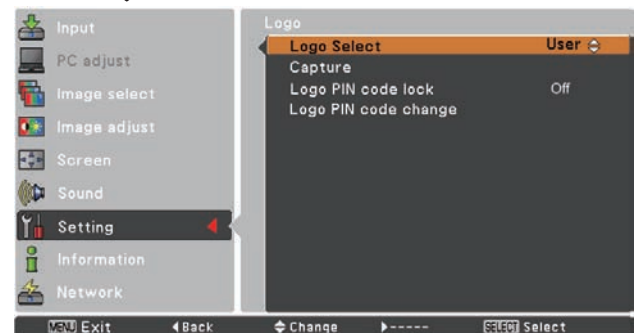 Input
PC adjust
Image select
Image adjust
Screen
Sound
Setting
Information
Network
Logo
Logo Select User
Capture
Logo PIN code lock Off
Logo PIN code change
MENU Exit Back Change ----- SELECT Select